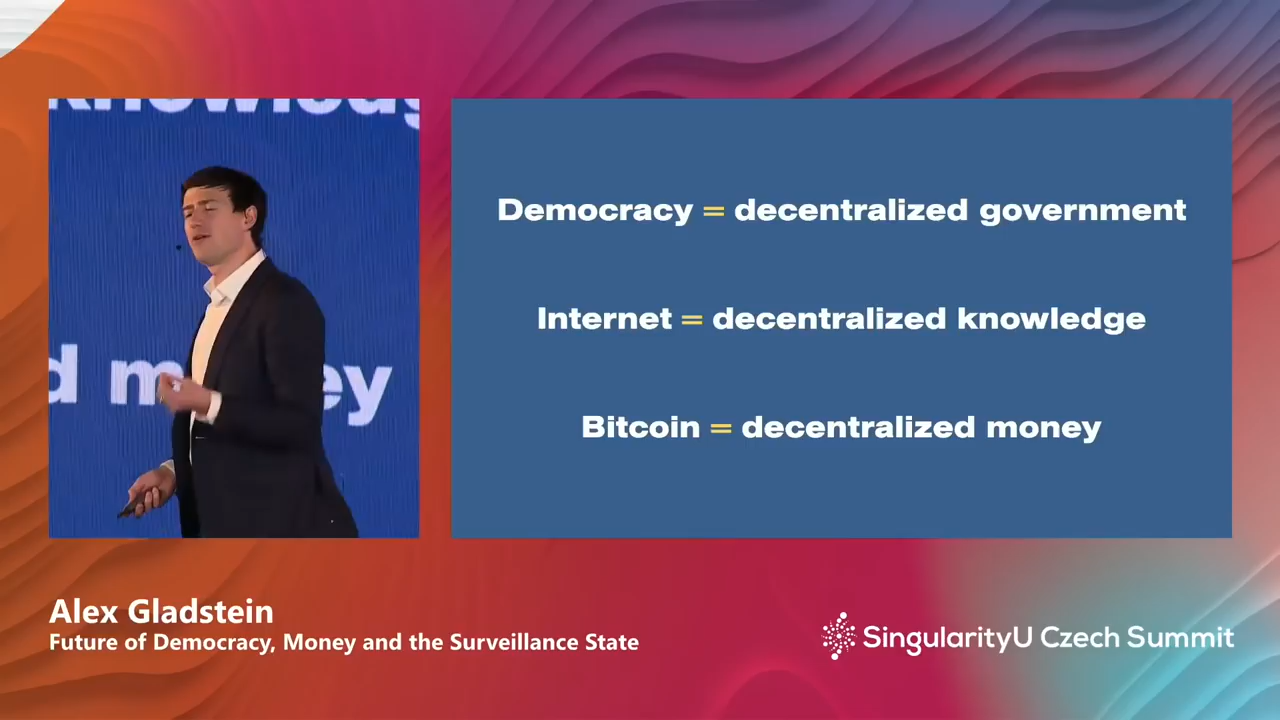 Democracy = decentralized government
Internet = decentralized knowledge
Bitcoin = decentralized money
d money
Alex Gladstein
Future of Democracy, Money and the Surveillance State
SingularityU Czech Summit